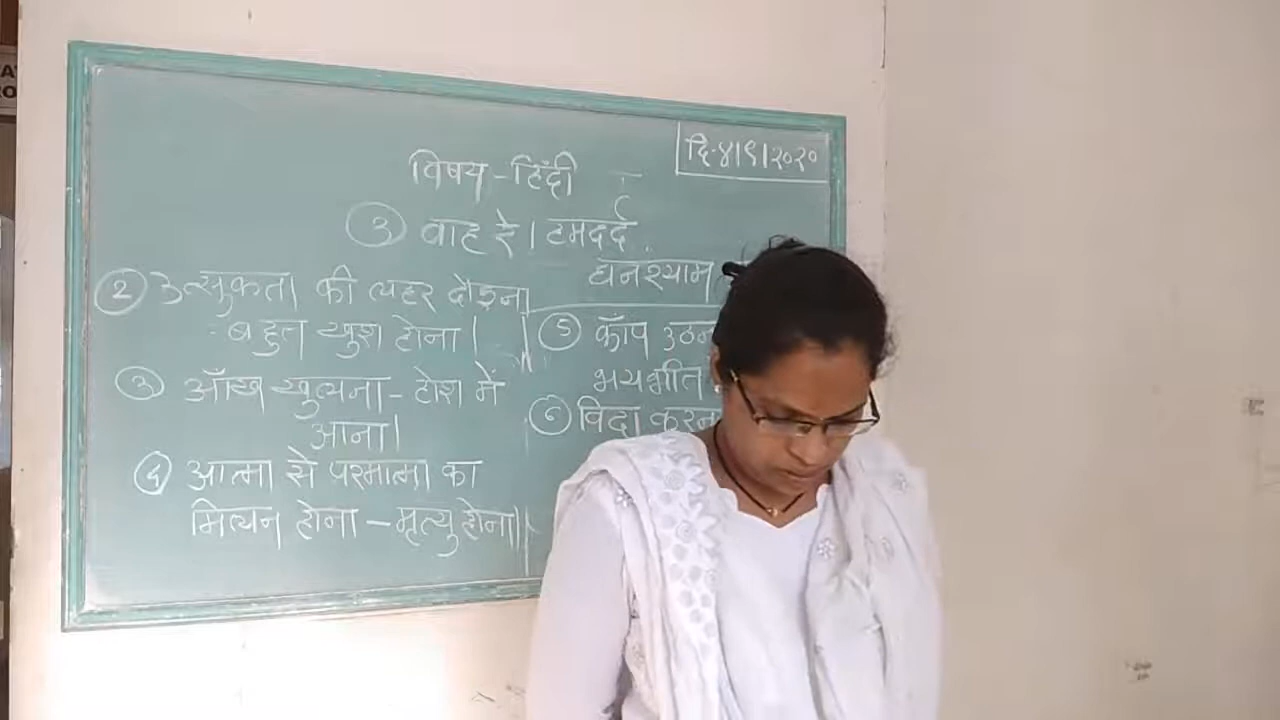 दि·४।९।२०२०
विषय - हिंदी
③ वाह रे। हमदर्द
घनश्याम
② उत्सुकता की लहर दौड़ना
- बहुत खुश होना।
③ आँख खुलना - होश में
आना।
④ आत्मा से परमात्मा का
मिलन होना - मृत्यु होना।
⑤ काँप
भयभीत
⑥ विदा